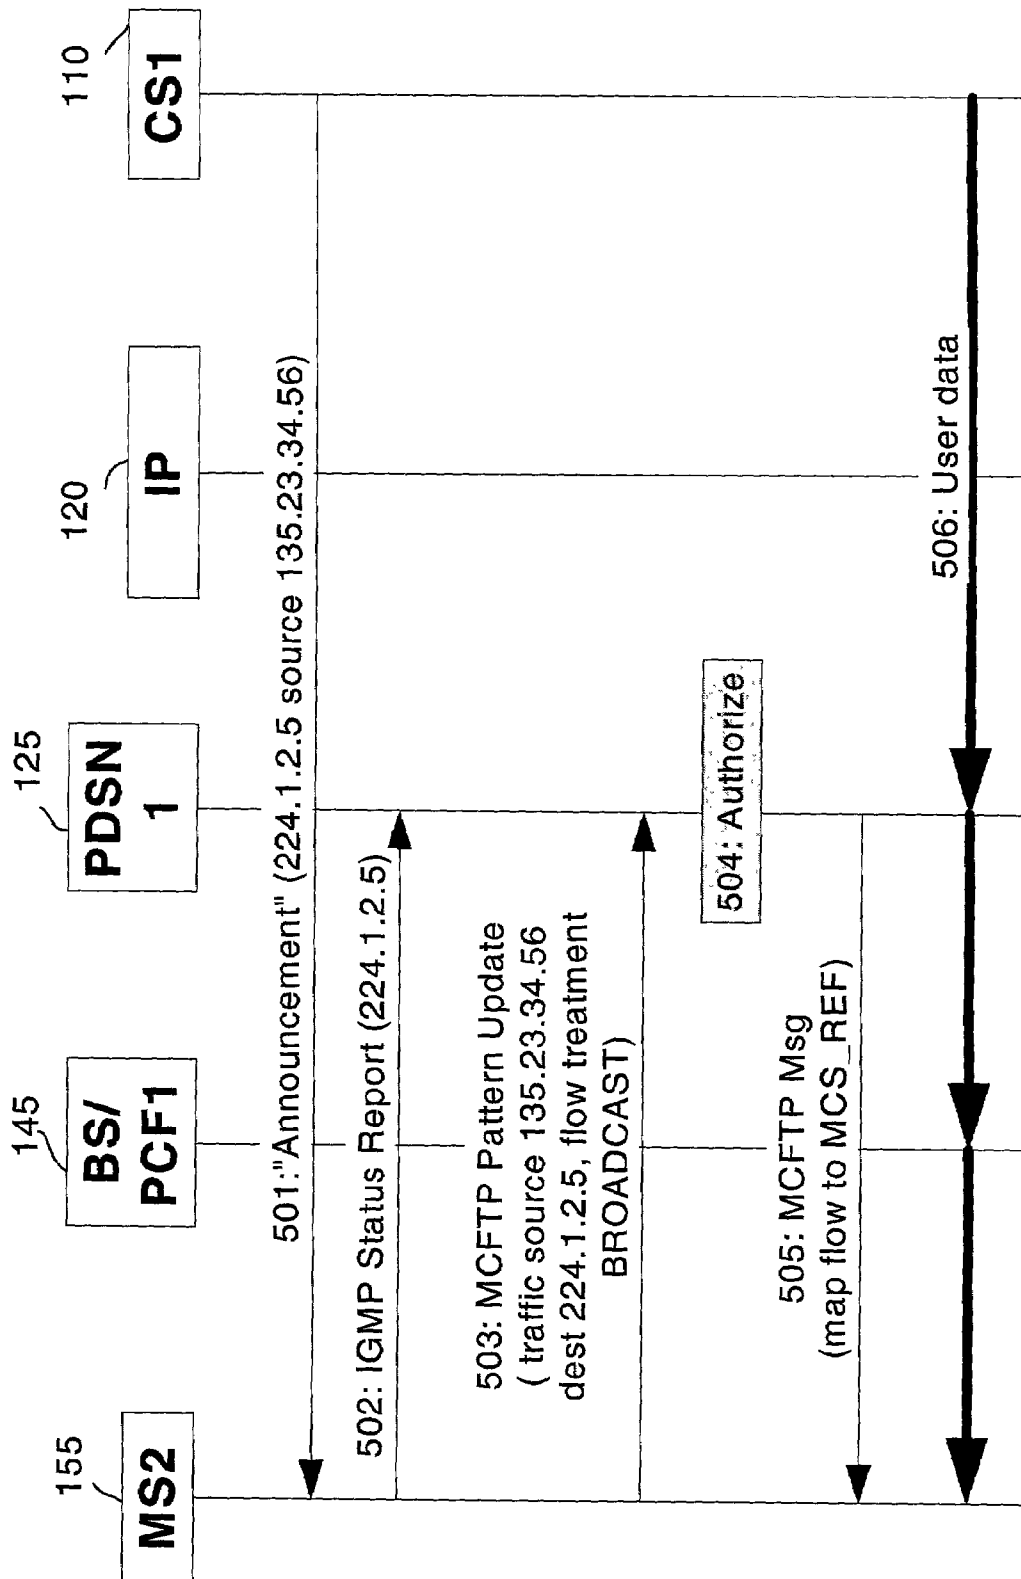 155
MS2
145
BS/
PCF1
125
PDSN
1
120
IP
110
CS1
501:"Announcement" (224.1.2.5 source 135.23.34.56)
502: IGMP Status Report (224.1.2.5)
503: MCFTP Pattern Update
( traffic source 135.23.34.56
dest 224.1.2.5, flow treatment
BROADCAST)
504: Authorize
505: MCFTP Msg
(map flow to MCS_REF)
506: User data